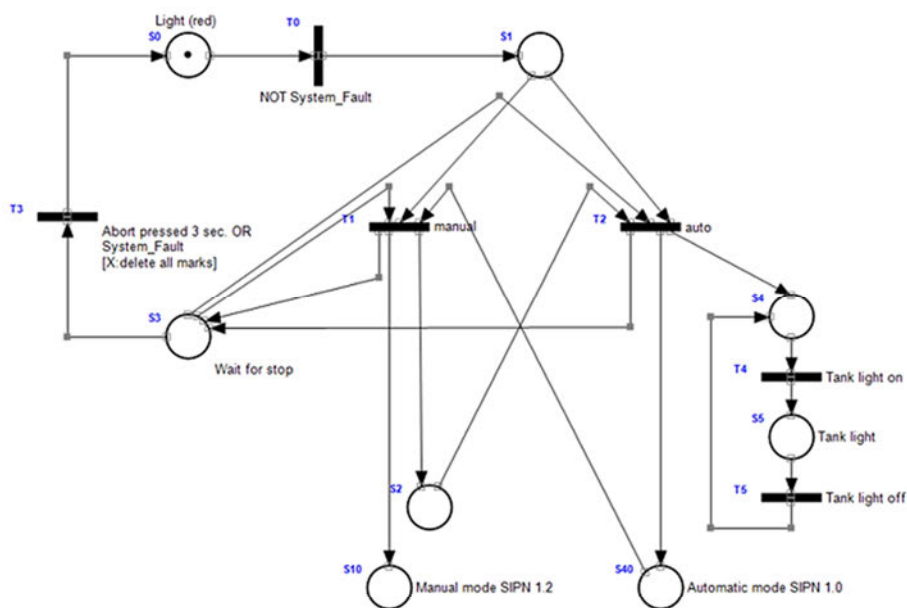 Light (red)
S0
T0
S1
NOT System_Fault
T3
Abort pressed 3 sec. OR
System_Fault
[X:delete all marks]
T1
manual
T2
auto
S3
Wait for stop
S4
T4
Tank light on
S5
Tank light
T5
Tank light off
S2
S10
Manual mode SIPN 1.2
S40
Automatic mode SIPN 1.0